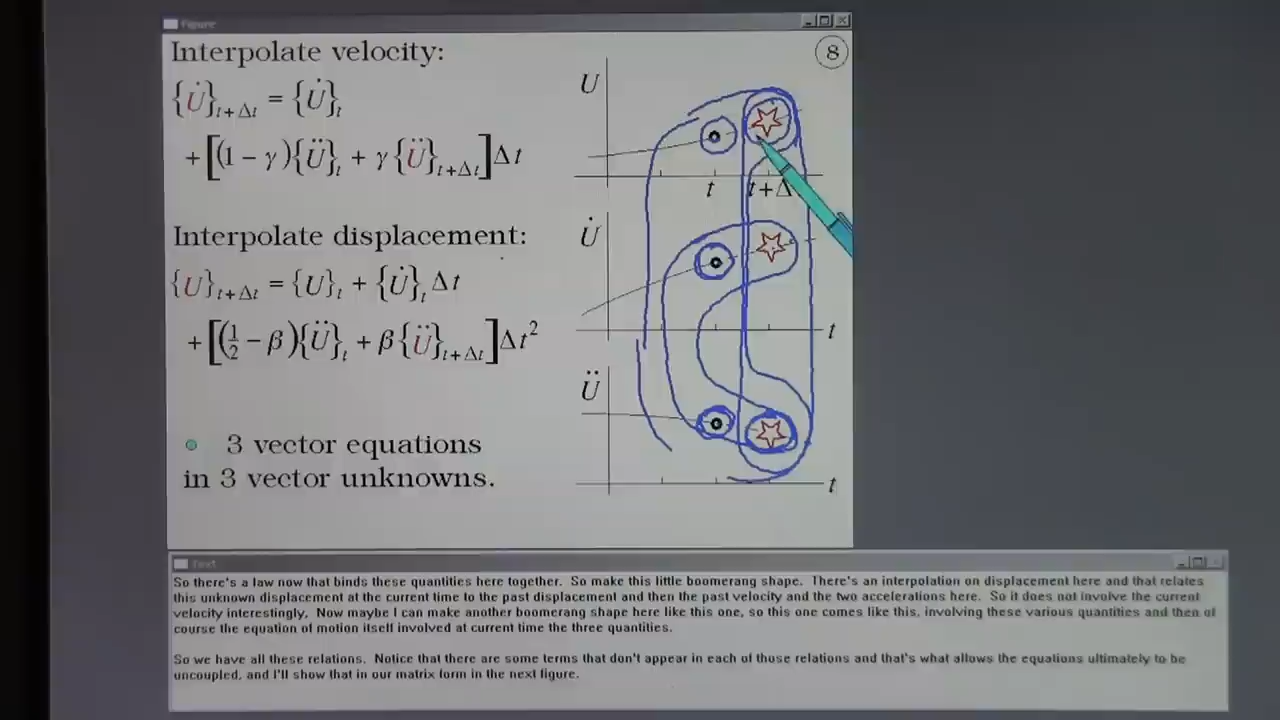 Figure
Interpolate velocity:
8
{U̇}ₜ₊Δₜ = {U̇}ₜ
+[(1 − γ){Ü}ₜ + γ{Ü}ₜ₊Δₜ]Δt
Interpolate displacement:
{U}ₜ₊Δₜ = {U}ₜ + {U̇}ₜ Δt
+[(½ − β){Ü}ₜ + β{Ü}ₜ₊Δₜ]Δt²
3 vector equations
in 3 vector unknowns.
U
t t+Δ
U̇
t
Ü
t
Text
So there's a law now that binds these quantities here together. So make this little boomerang shape. There's an interpolation on displacement here and that relates
this unknown displacement at the current time to the past displacement and then the past velocity and the two accelerations here. So it does not involve the current
velocity interestingly. Now maybe I can make another boomerang shape here like this one, so this one comes like this, involving these various quantities and then of
course the equation of motion itself involved at current time the three quantities.
So we have all these relations. Notice that there are some terms that don't appear in each of those relations and that's what allows the equations ultimately to be
uncoupled, and I'll show that in our matrix form in the next figure.